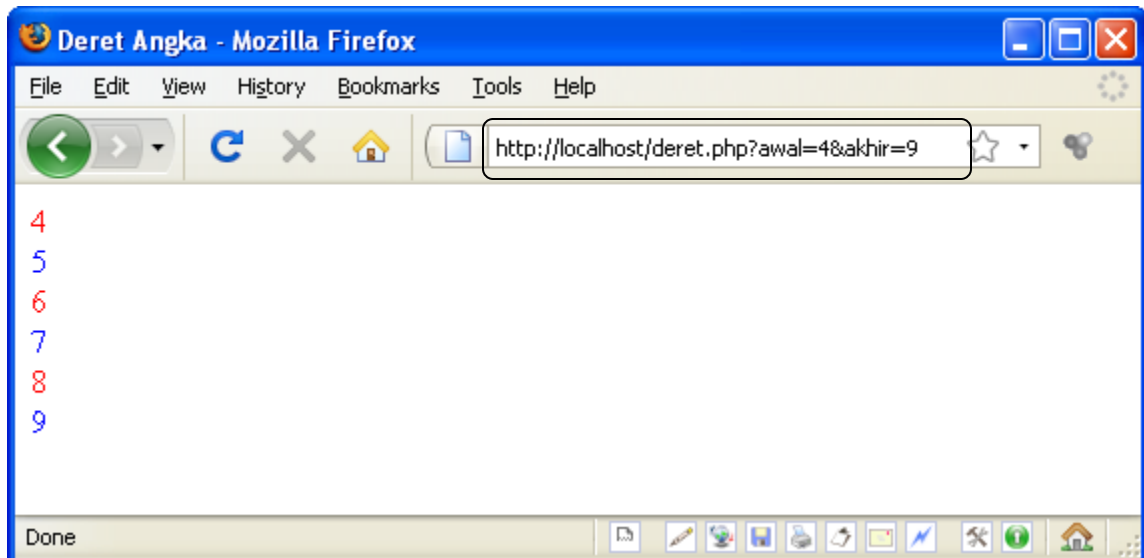 Deret Angka - Mozilla Firefox
File Edit View History Bookmarks Tools Help
http://localhost/deret.php?awal=4&akhir=9
4
5
6
7
8
9
Done